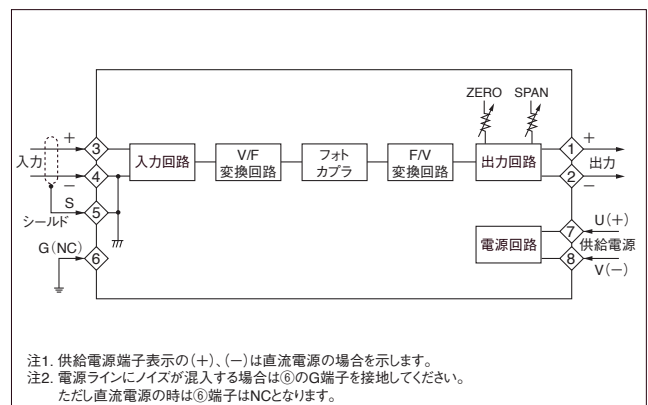 ZERO SPAN
入力
+
3
4
−
S
5
シールド
G(NC)
6
入力回路
V/F
変換回路
フォト
カプラ
F/V
変換回路
出力回路
1
+
出力
2
−
電源回路
7
U(+)
供給電源
8
V(−)
注1. 供給電源端子表示の(+)、(−)は直流電源の場合を示します。
注2. 電源ラインにノイズが混入する場合は⑥のG端子を接地してください。
ただし直流電源の時は⑥端子はNCとなります。